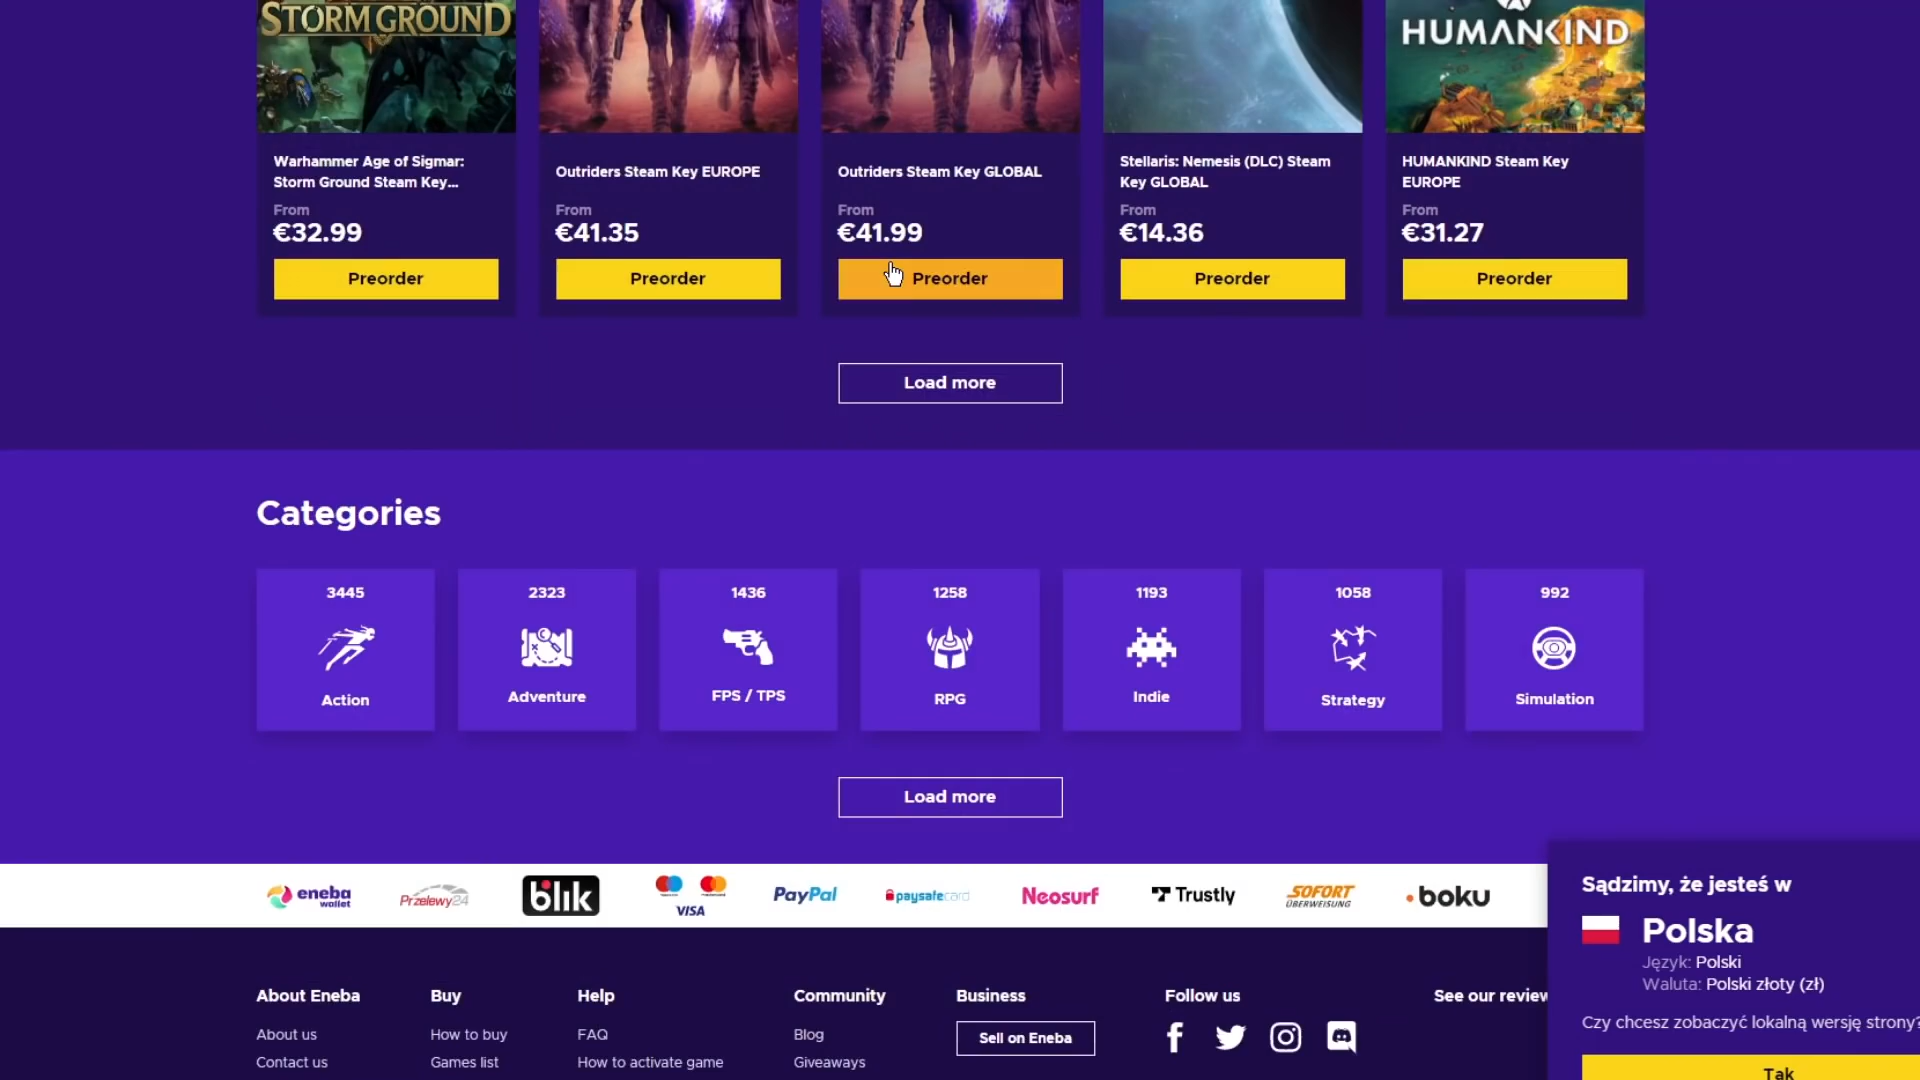 STORM GROUND
HUMANKIND
Warhammer Age of Sigmar:
Storm Ground Steam Key...
From
€32.99
Preorder
Outriders Steam Key EUROPE
From
€41.35
Preorder
Outriders Steam Key GLOBAL
From
€41.99
Preorder
Stellaris: Nemesis (DLC) Steam
Key GLOBAL
From
€14.36
Preorder
HUMANKIND Steam Key
EUROPE
From
€31.27
Preorder
Load more
Categories
3445
Action
2323
Adventure
1436
FPS / TPS
1258
RPG
1193
Indie
1058
Strategy
992
Simulation
Load more
eneba
wallet
Przelewy24
blik
VISA
PayPal
paysafecard
Neosurf
Trustly
SOFORT
ÜBERWEISUNG
boku
About Eneba
About us
Contact us
Buy
How to buy
Games list
Help
FAQ
How to activate game
Community
Blog
Giveaways
Business
Sell on Eneba
Follow us
See our review
Sądzimy, że jesteś w
Polska
Język: Polski
Waluta: Polski złoty (zł)
Czy chcesz zobaczyć lokalną wersję strony?
Tak